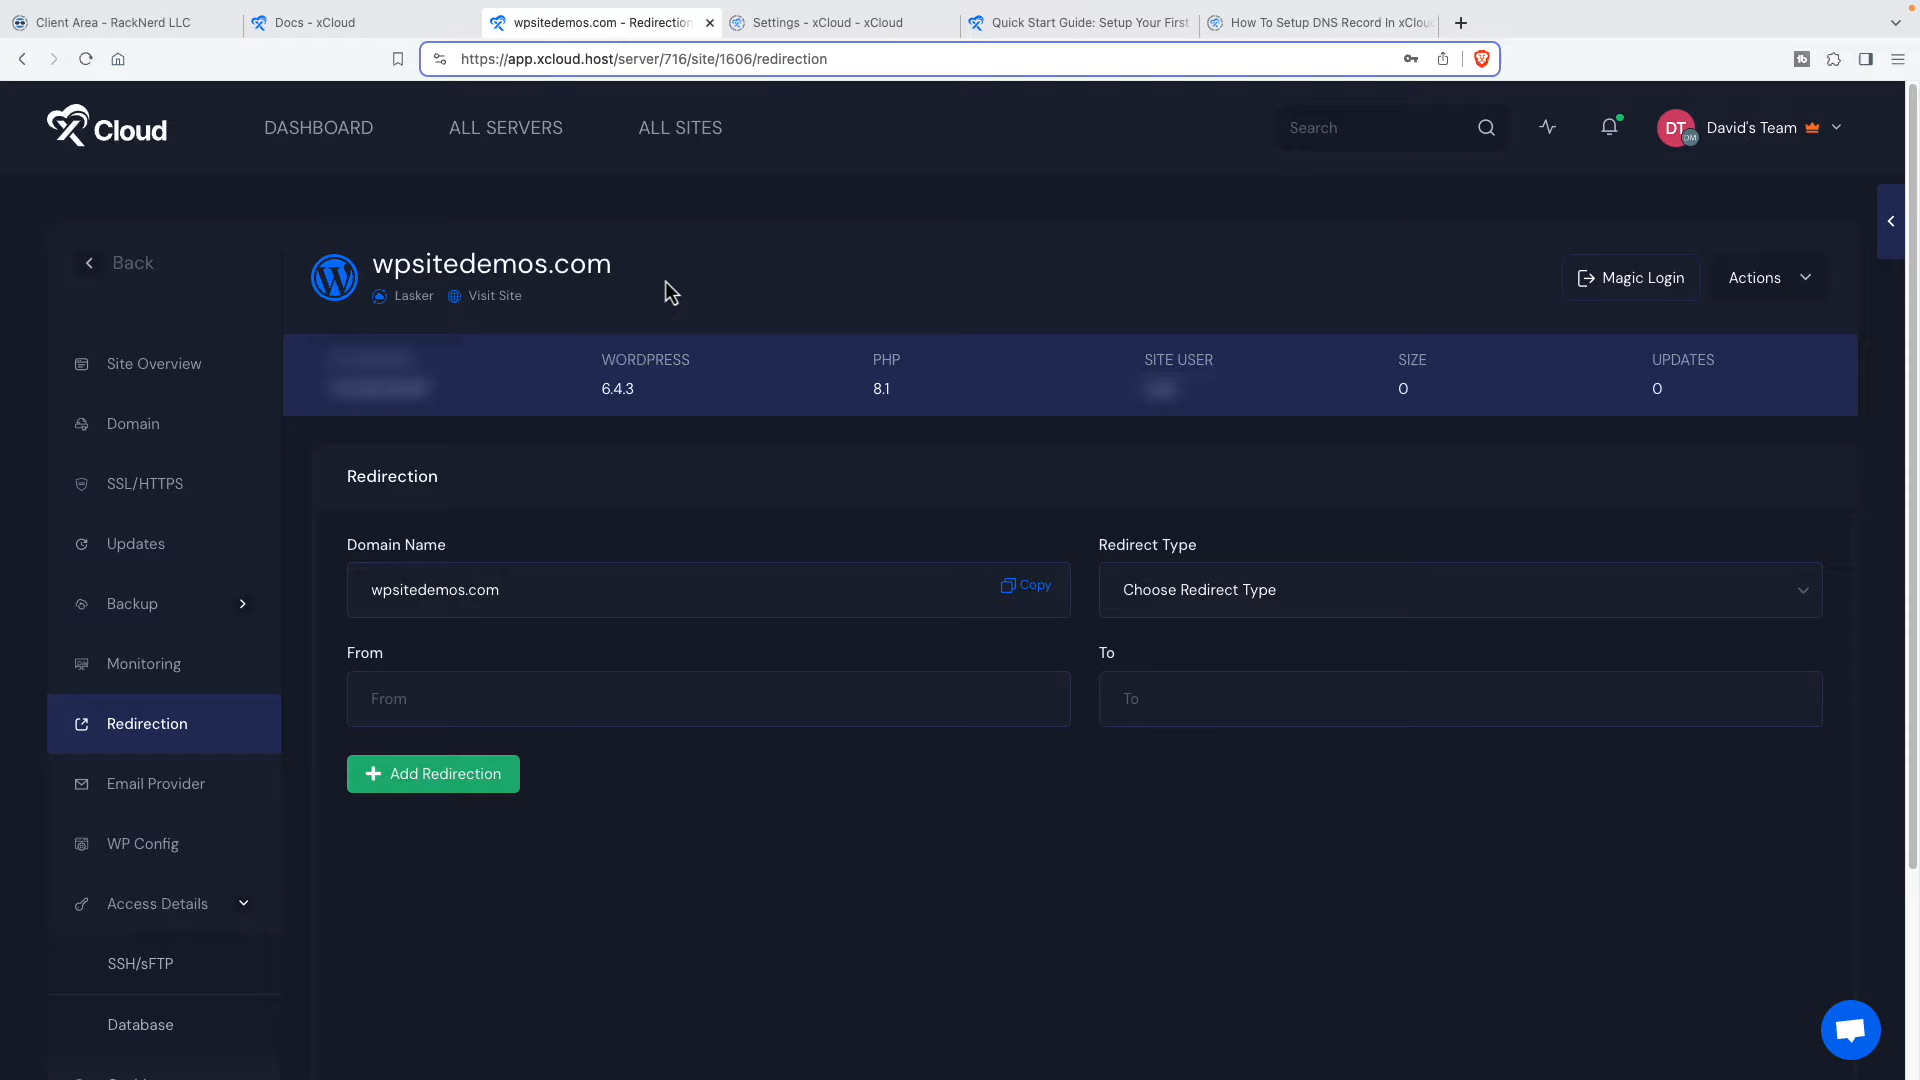 Client Area - RackNerd LLC
Docs - xCloud
wpsitedemos.com - Redirection
Settings - xCloud - xCloud
Quick Start Guide: Setup Your First
How To Setup DNS Record In xClou
https://app.xcloud.host/server/716/site/1606/redirection
Cloud
DASHBOARD
ALL SERVERS
ALL SITES
Search
DT
DM
David's Team
Back
wpsitedemos.com
Lasker
Visit Site
Magic Login
Actions
WORDPRESS
6.4.3
PHP
8.1
SITE USER
SIZE
0
UPDATES
0
Site Overview
Domain
SSL/HTTPS
Updates
Backup
Monitoring
Redirection
Email Provider
WP Config
Access Details
SSH/sFTP
Database
Redirection
Domain Name
wpsitedemos.com
Copy
Redirect Type
Choose Redirect Type
From
From
To
To
Add Redirection